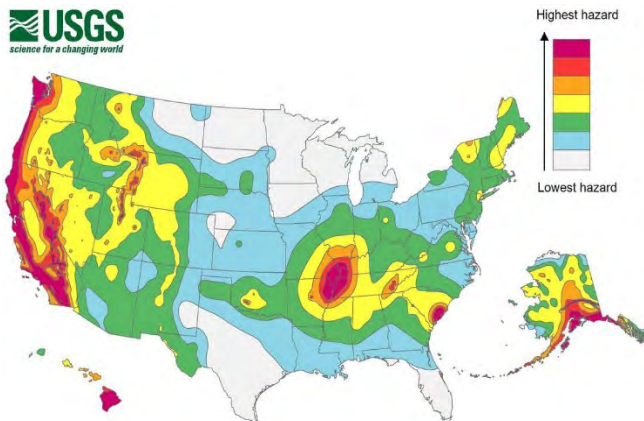 USGS
science for a changing world
Highest hazard
Lowest hazard